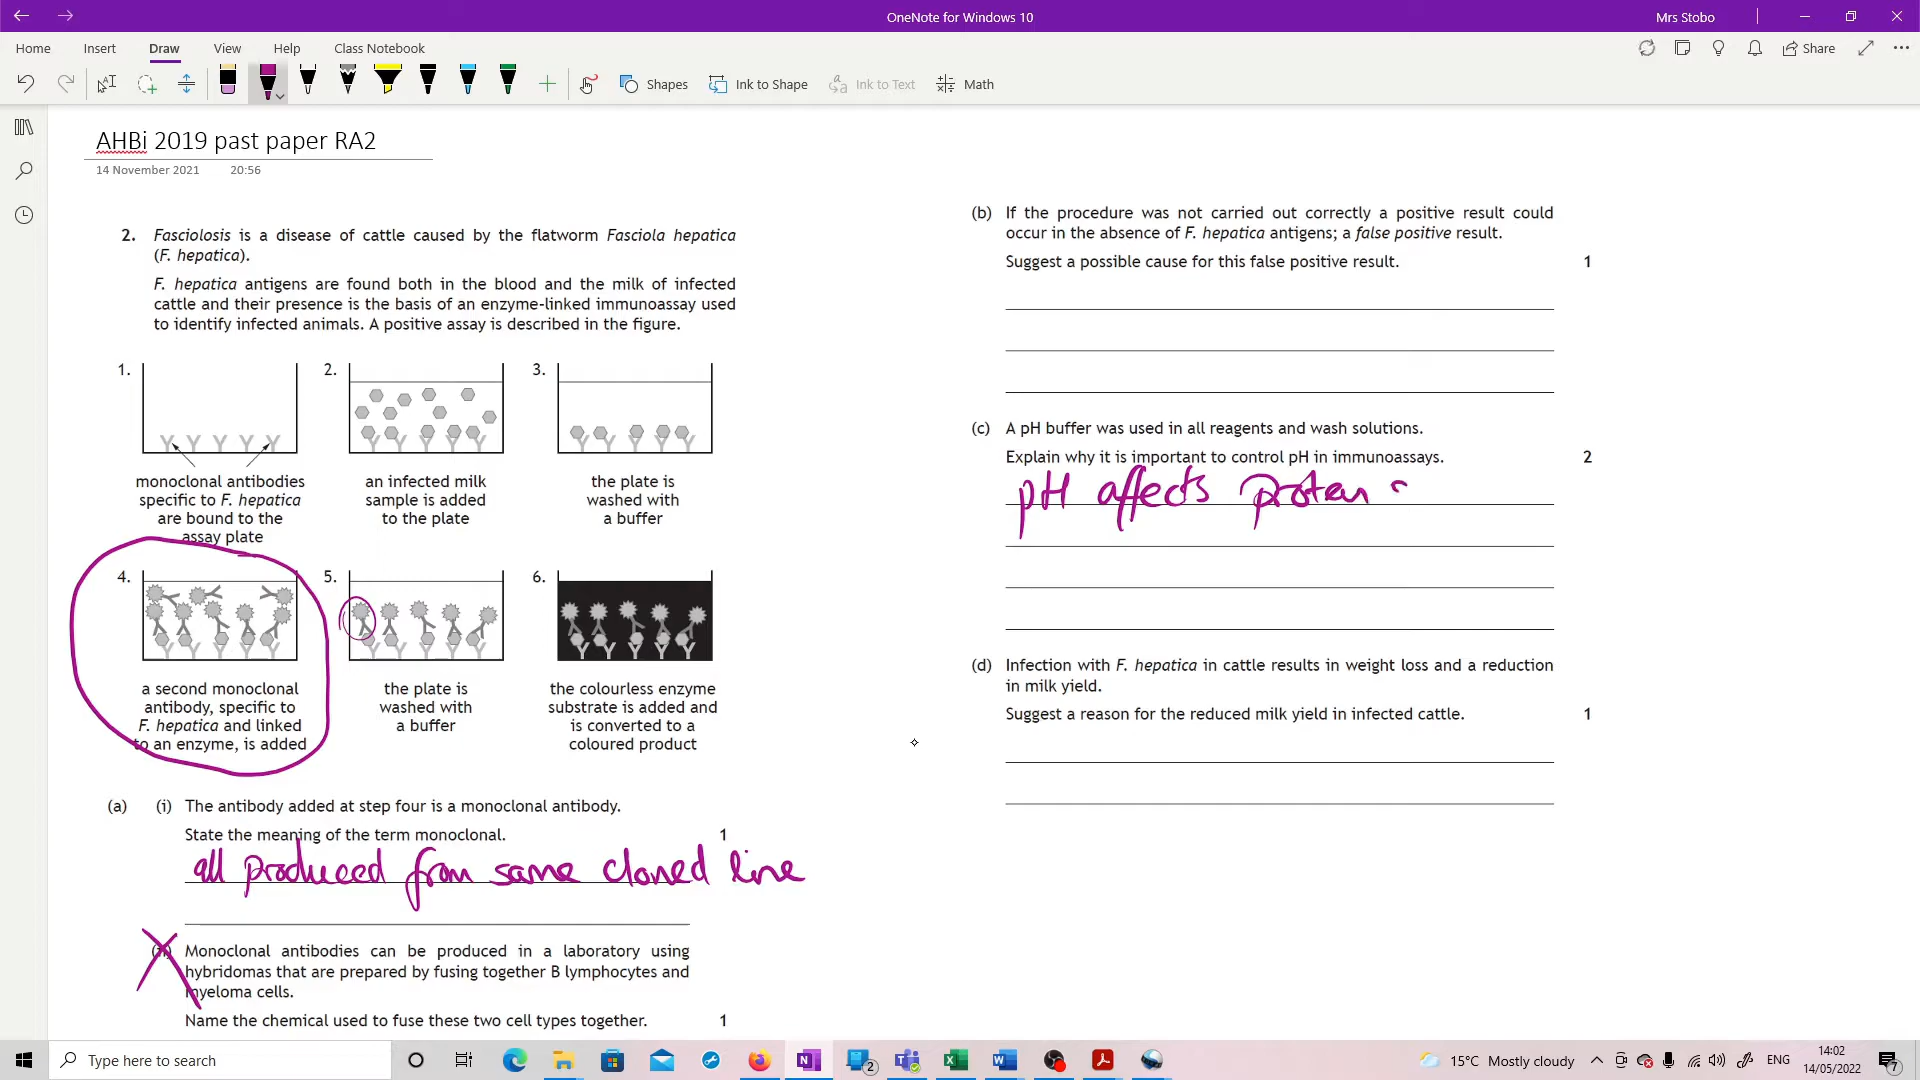 OneNote for Windows 10
Mrs Stobo
Home Insert Draw View Help Class Notebook
Share
Shapes Ink to Shape Ink to Text Math
AHBi 2019 past paper RA2
14 November 2021 20:56
2. Fasciolosis is a disease of cattle caused by the flatworm Fasciola hepatica
(F. hepatica).
F. hepatica antigens are found both in the blood and the milk of infected
cattle and their presence is the basis of an enzyme-linked immunoassay used
to identify infected animals. A positive assay is described in the figure.
1. 2. 3.
monoclonal antibodies
specific to F. hepatica
are bound to the
assay plate
an infected milk
sample is added
to the plate
the plate is
washed with
a buffer
4. 5. 6.
a second monoclonal
antibody, specific to
F. hepatica and linked
to an enzyme, is added
the plate is
washed with
a buffer
the colourless enzyme
substrate is added and
is converted to a
coloured product
(a) (i) The antibody added at step four is a monoclonal antibody.
State the meaning of the term monoclonal. 1
all produced from same cloned line
(ii) Monoclonal antibodies can be produced in a laboratory using
hybridomas that are prepared by fusing together B lymphocytes and
myeloma cells.
Name the chemical used to fuse these two cell types together. 1
(b) If the procedure was not carried out correctly a positive result could
occur in the absence of F. hepatica antigens; a false positive result.
Suggest a possible cause for this false positive result. 1
(c) A pH buffer was used in all reagents and wash solutions.
Explain why it is important to control pH in immunoassays. 2
pH affects protein
(d) Infection with F. hepatica in cattle results in weight loss and a reduction
in milk yield.
Suggest a reason for the reduced milk yield in infected cattle. 1
Type here to search
2
15°C Mostly cloudy
ENG
14:02
14/05/2022
7